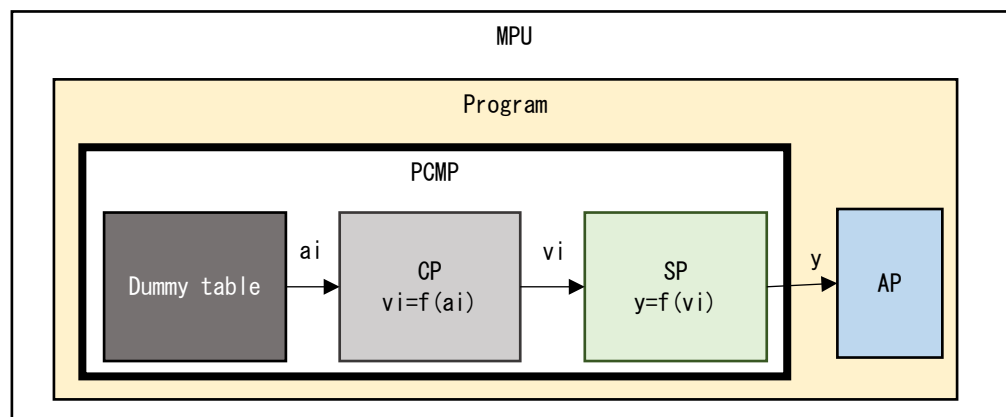 MPU
Program
PCMP
Dummy table
ai
CP
vi=f(ai)
vi
SP
y=f(vi)
y
AP